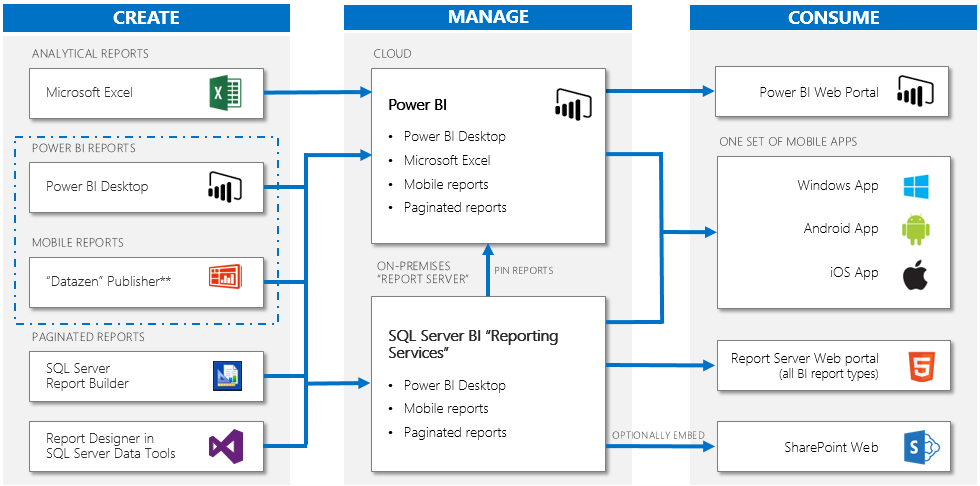 CREATE
ANALYTICAL REPORTS
Microsoft Excel
POWER BI REPORTS
Power BI Desktop
MOBILE REPORTS
“Datazen” Publisher**
PAGINATED REPORTS
SQL Server
Report Builder
Report Designer in
SQL Server Data Tools
MANAGE
CLOUD
Power BI
• Power BI Desktop
• Microsoft Excel
• Mobile reports
• Paginated reports
ON-PREMISES
“REPORT SERVER”
PIN REPORTS
SQL Server BI “Reporting
Services”
• Power BI Desktop
• Mobile reports
• Paginated reports
OPTIONALLY EMBED
CONSUME
Power BI Web Portal
ONE SET OF MOBILE APPS
Windows App
Android App
iOS App
Report Server Web portal
(all BI report types)
SharePoint Web